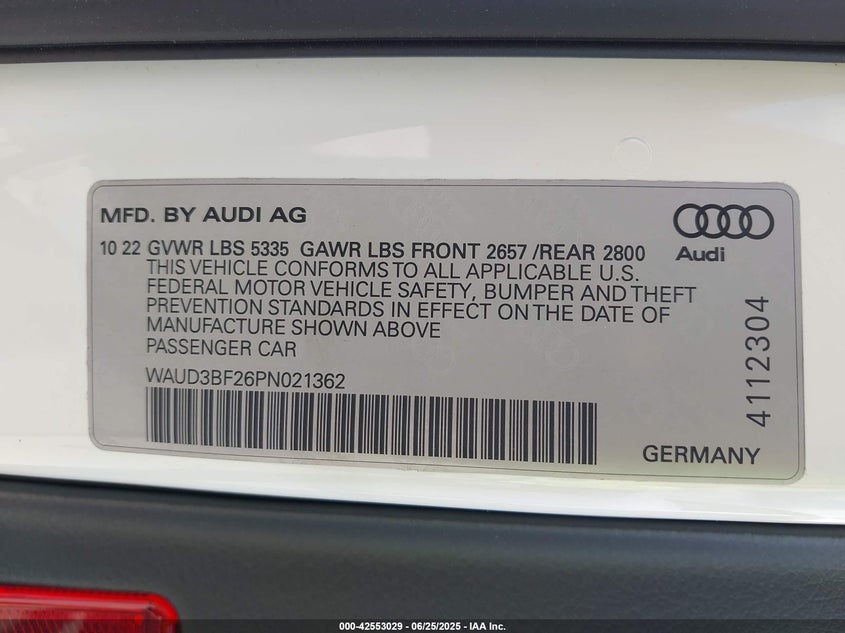 MFD. BY AUDI AG
Audi
10 22 GVWR LBS 5335 GAWR LBS FRONT 2657 /REAR 2800
THIS VEHICLE CONFORMS TO ALL APPLICABLE U.S.
FEDERAL MOTOR VEHICLE SAFETY, BUMPER AND THEFT
PREVENTION STANDARDS IN EFFECT ON THE DATE OF
MANUFACTURE SHOWN ABOVE
PASSENGER CAR
WAUD3BF26PN021362
4112304
GERMANY
000-42553029 - 06/25/2025 - IAA Inc.